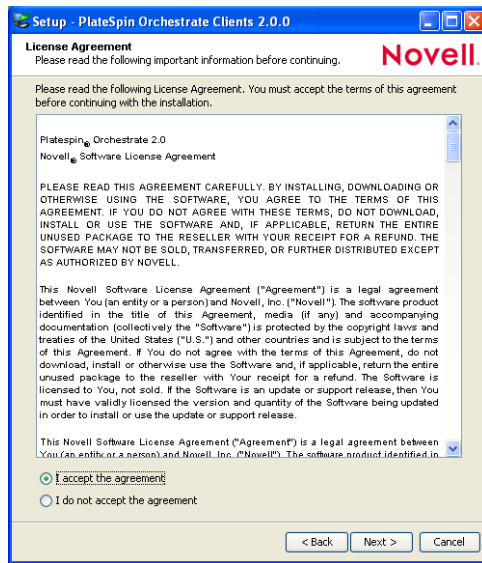 Setup - PlateSpin Orchestrate Clients 2.0.0
License Agreement
Please read the following important information before continuing.
Novell.
Please read the following License Agreement. You must accept the terms of this agreement
before continuing with the installation.
Platespin® Orchestrate 2.0
Novell® Software License Agreement
PLEASE READ THIS AGREEMENT CAREFULLY. BY INSTALLING, DOWNLOADING OR
OTHERWISE USING THE SOFTWARE, YOU AGREE TO THE TERMS OF THIS
AGREEMENT. IF YOU DO NOT AGREE WITH THESE TERMS, DO NOT DOWNLOAD,
INSTALL OR USE THE SOFTWARE AND, IF APPLICABLE, RETURN THE ENTIRE
UNUSED PACKAGE TO THE RESELLER WITH YOUR RECEIPT FOR A REFUND. THE
SOFTWARE MAY NOT BE SOLD, TRANSFERRED, OR FURTHER DISTRIBUTED EXCEPT
AS AUTHORIZED BY NOVELL.
This Novell Software License Agreement ("Agreement") is a legal agreement
between You (an entity or a person) and Novell, Inc. ("Novell"). The software product
identified in the title of this Agreement, media (if any) and accompanying
documentation (collectively the "Software") is protected by the copyright laws and
treaties of the United States ("U.S.") and other countries and is subject to the terms
of this Agreement. If You do not agree with the terms of this Agreement, do not
download, install or otherwise use the Software and, if applicable, return the entire
unused package to the reseller with Your receipt for a refund. The Software is
licensed to You, not sold. If the Software is an update or support release, then You
must have validly licensed the version and quantity of the Software being updated
in order to install or use the update or support release.
This Novell Software License Agreement ("Agreement") is a legal agreement between
You (an entity or a person) and Novell, Inc. ("Novell"). The software product identified in
I accept the agreement
I do not accept the agreement
< Back
Next >
Cancel